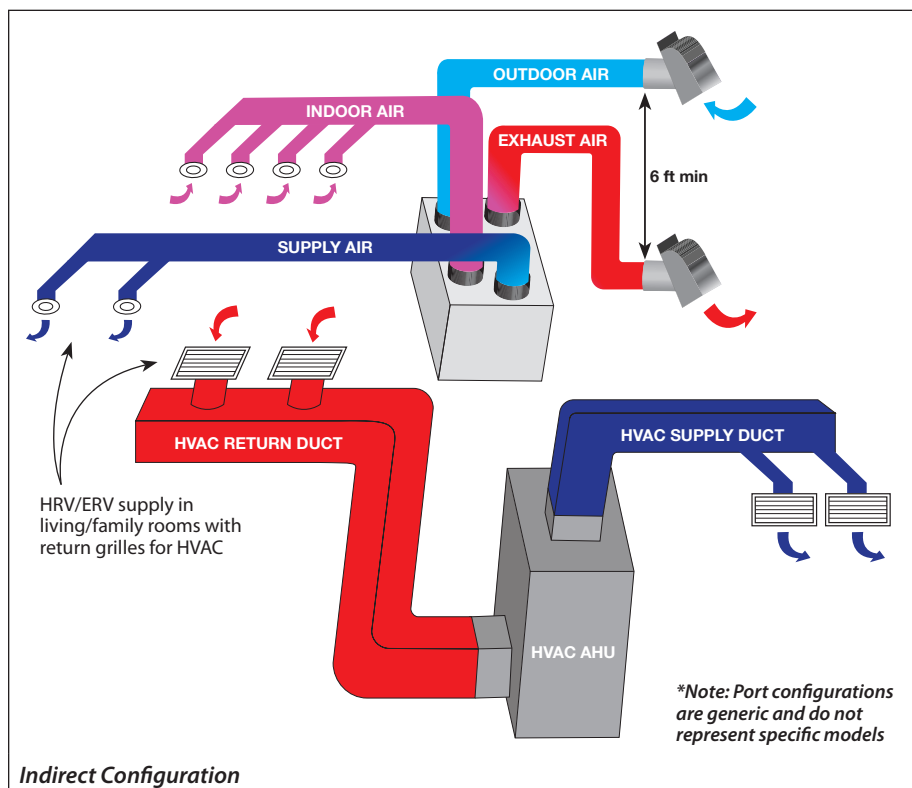 OUTDOOR AIR
INDOOR AIR
EXHAUST AIR
6 ft min
SUPPLY AIR
HVAC RETURN DUCT
HVAC SUPPLY DUCT
HRV/ERV supply in
living/family rooms with
return grilles for HVAC
HVAC AHU
*Note: Port configurations
are generic and do not
represent specific models
Indirect Configuration